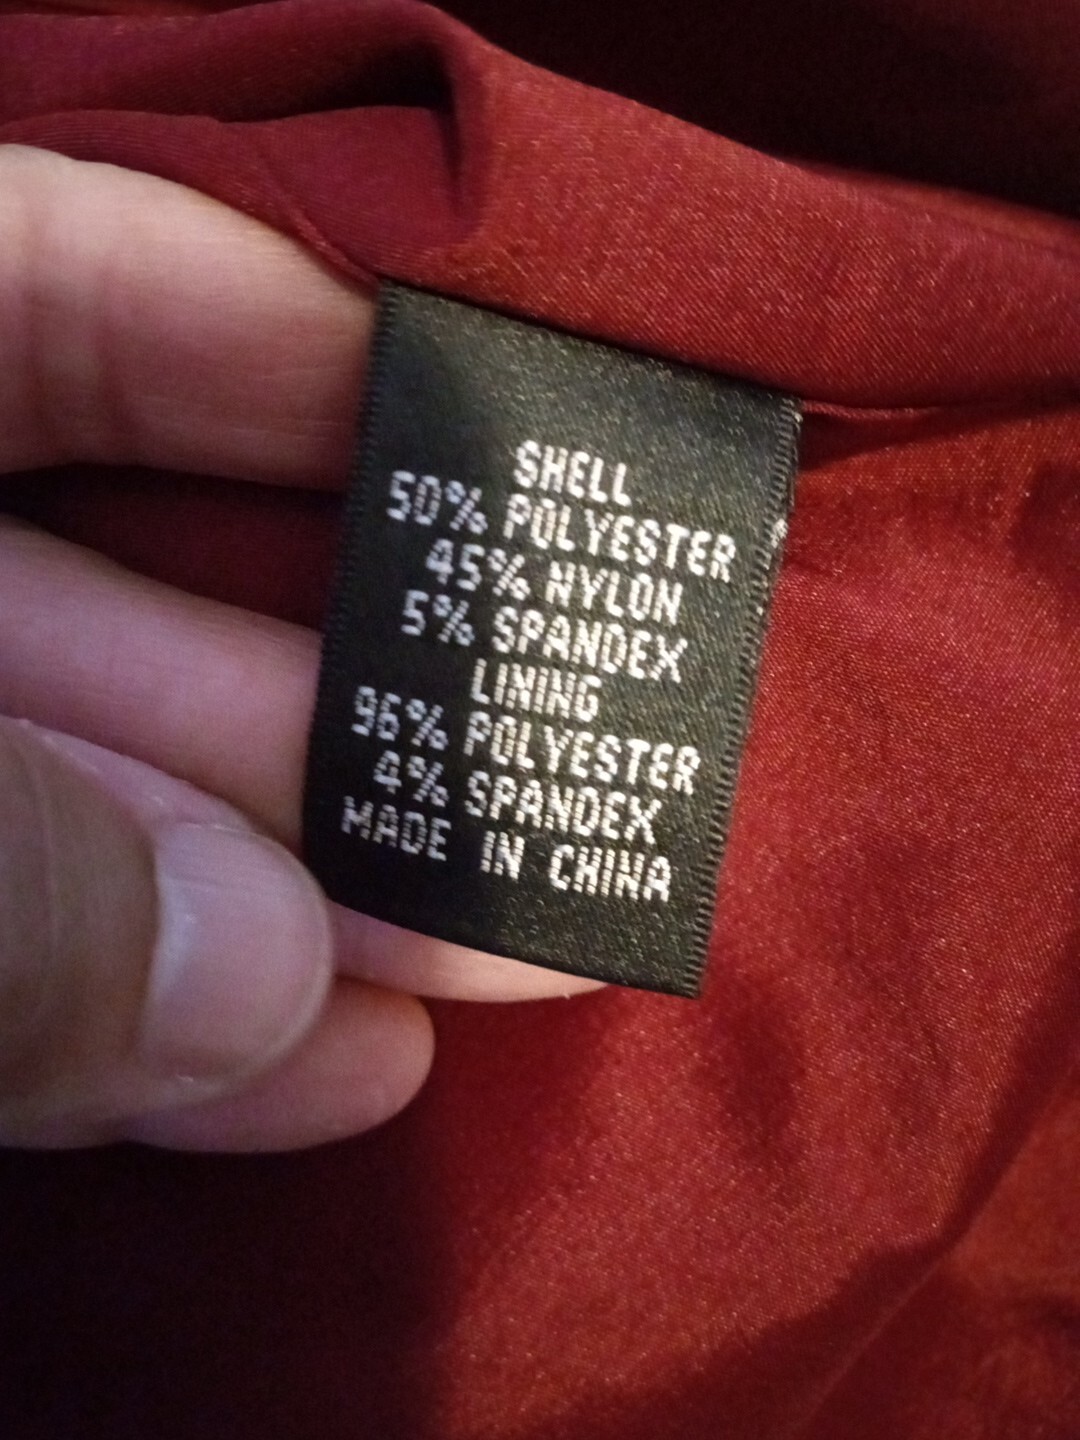 SHELL
50% POLYESTER
45% NYLON
5% SPANDEX
LINING
96% POLYESTER
4% SPANDEX
MADE IN CHINA